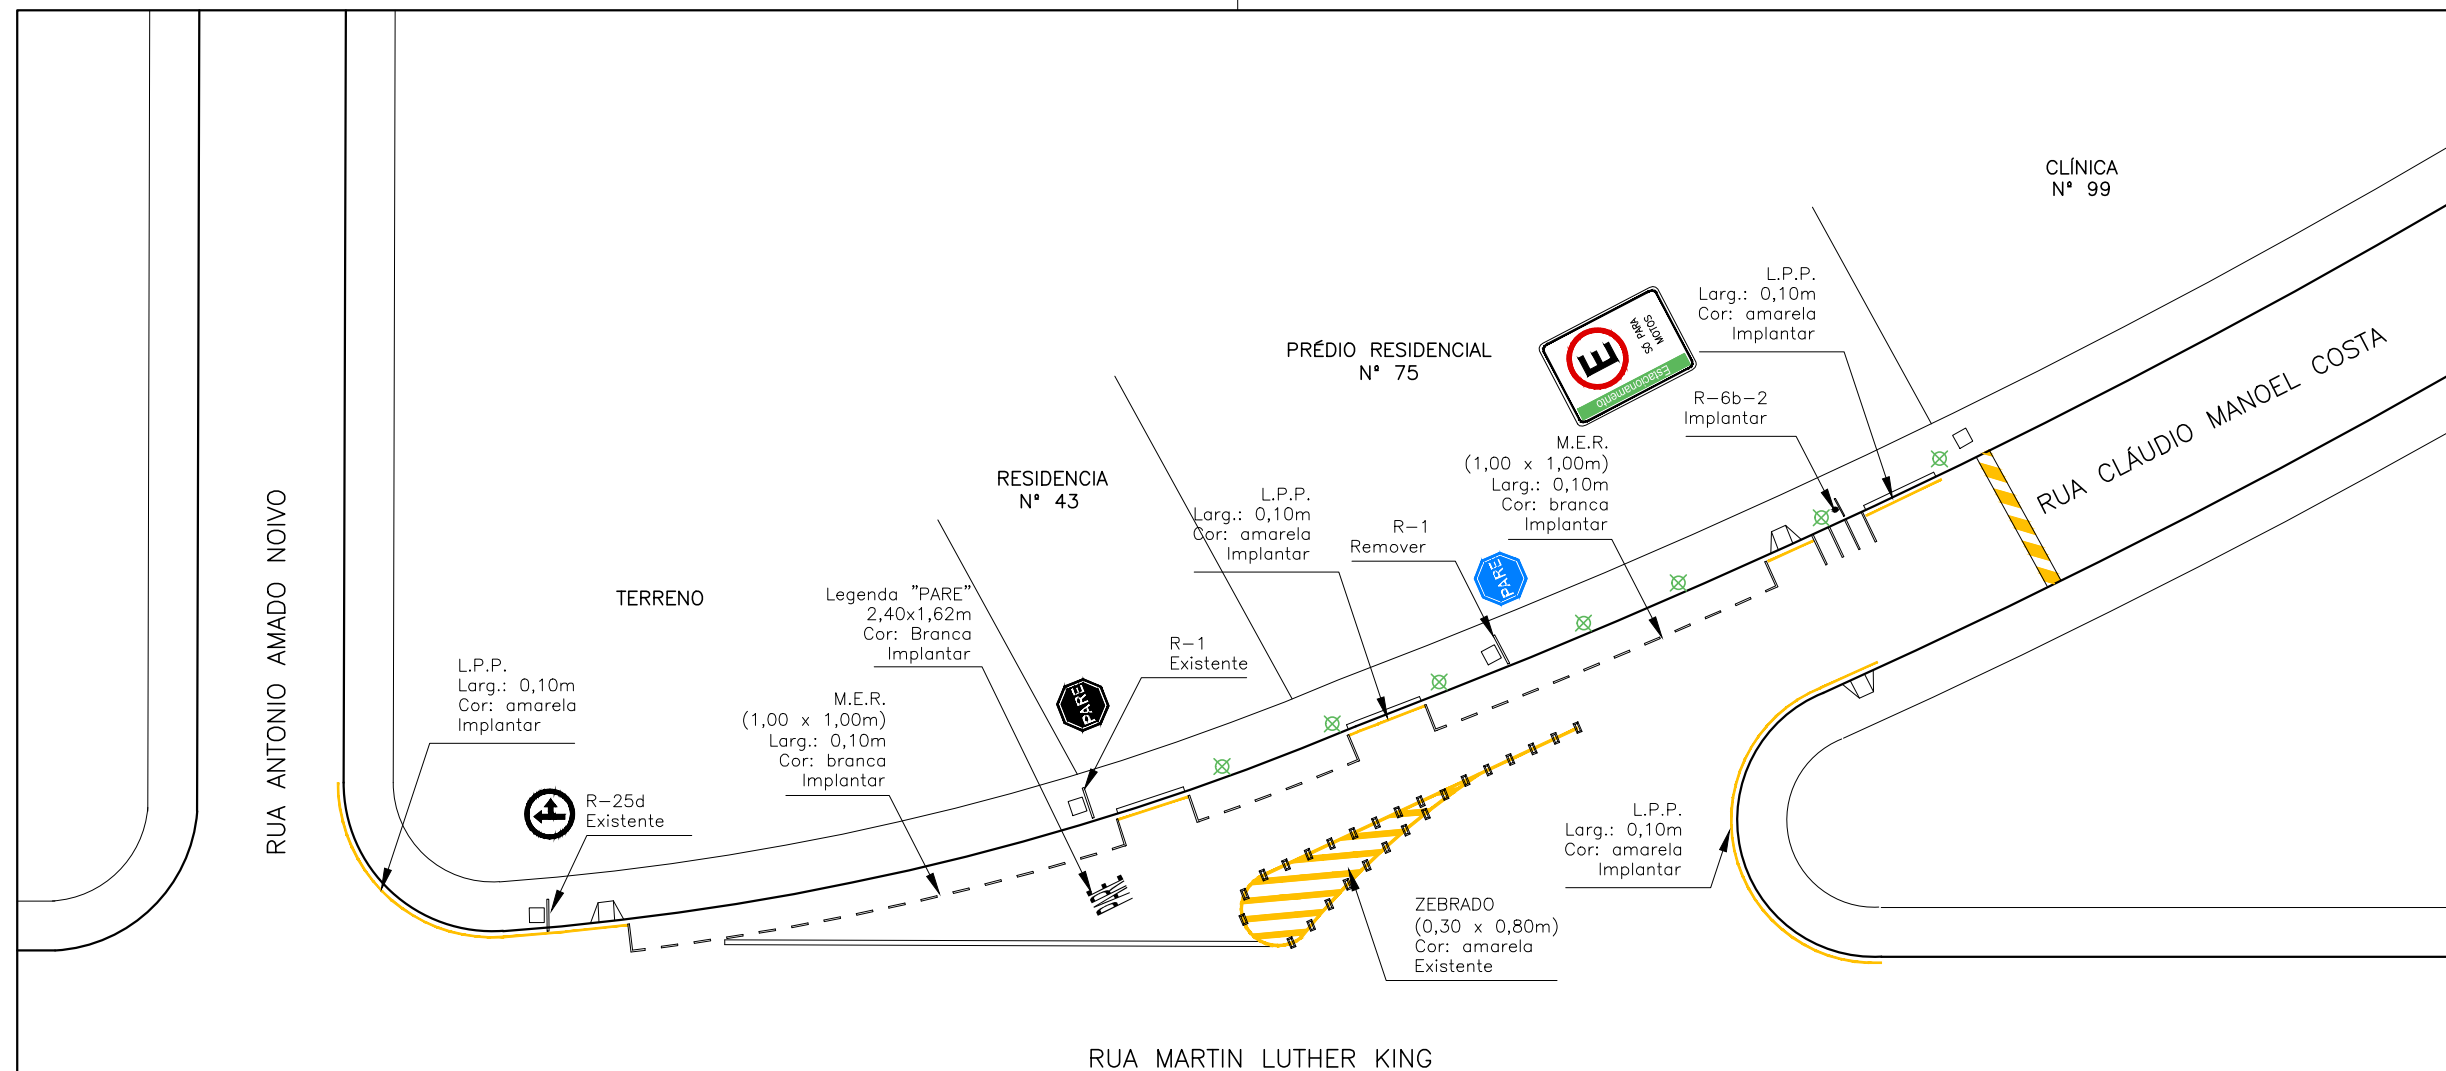 CLÍNICA
Nª 99
L.P.P.
Larg.: 0,10m
Cor: amarela
Implantar
Estacionamento
E
SÓ PARA
MOTOS
PRÉDIO RESIDENCIAL
Nª 75
R-6b-2
Implantar
RUA CLÁUDIO MANOEL COSTA
M.E.R.
(1,00 x 1,00m)
Larg.: 0,10m
Cor: branca
Implantar
RESIDENCIA
Nª 43
L.P.P.
Larg.: 0,10m
Cor: amarela
Implantar
R-1
Remover
PARE
RUA ANTONIO AMADO NOIVO
TERRENO
Legenda "PARE"
2,40x1,62m
Cor: Branca
Implantar
R-1
Existente
PARE
L.P.P.
Larg.: 0,10m
Cor: amarela
Implantar
M.E.R.
(1,00 x 1,00m)
Larg.: 0,10m
Cor: branca
Implantar
R-25d
Existente
PARE
L.P.P.
Larg.: 0,10m
Cor: amarela
Implantar
ZEBRADO
(0,30 x 0,80m)
Cor: amarela
Existente
RUA MARTIN LUTHER KING